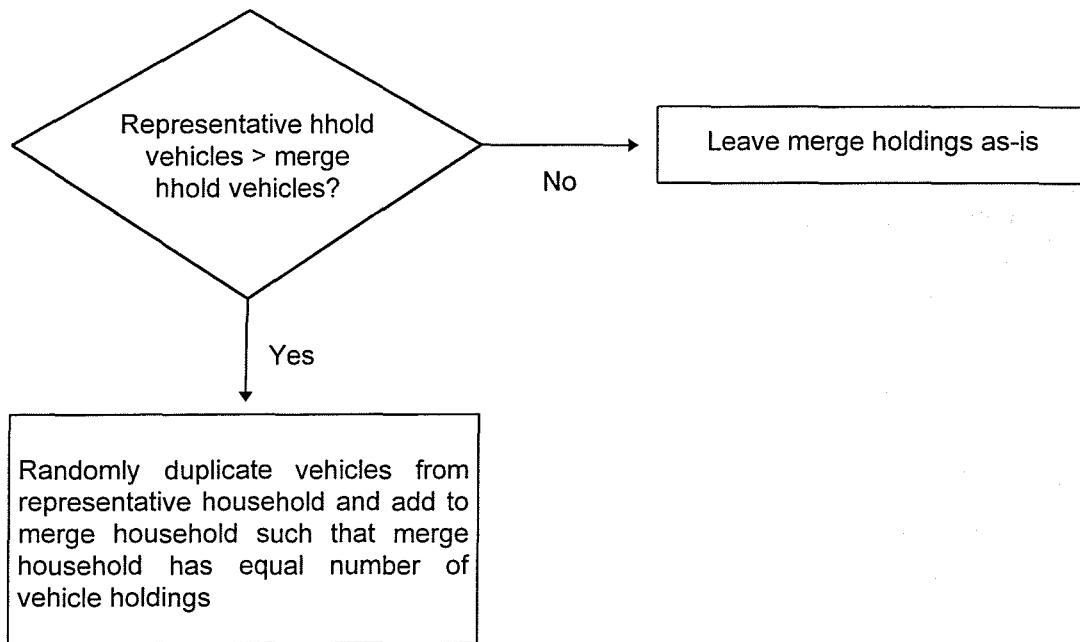 Representative hhold
vehicles > merge
hhold vehicles?
No
Leave merge holdings as-is
Yes
Randomly duplicate vehicles from
representative household and add to
merge household such that merge
household has equal number of
vehicle holdings